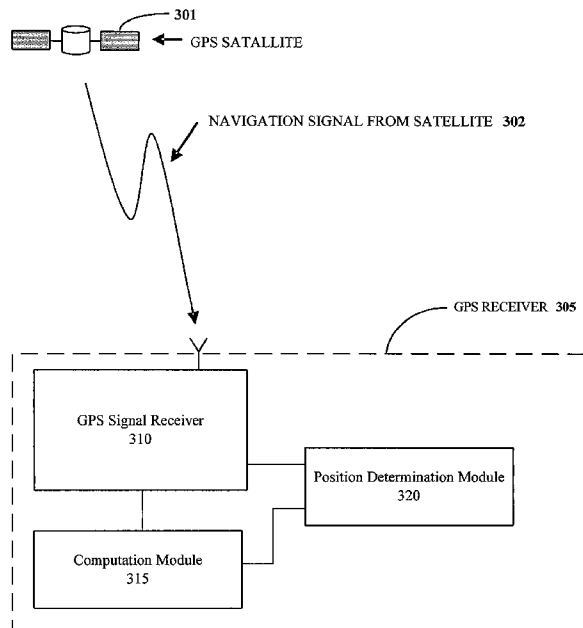 301
GPS SATALLITE
NAVIGATION SIGNAL FROM SATELLITE 302
GPS RECEIVER 305
GPS Signal Receiver
310
Position Determination Module
320
Computation Module
315